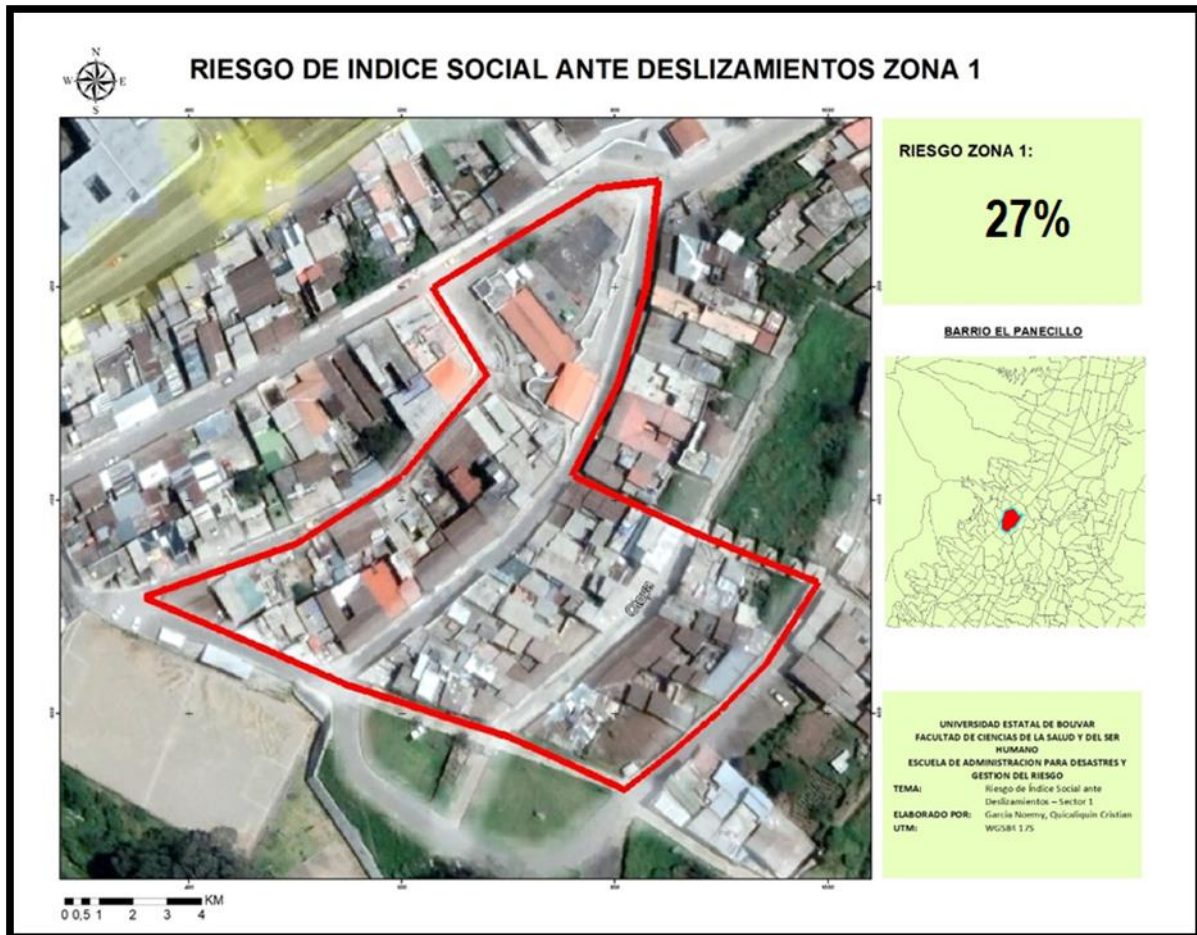 N
W E
S
RIESGO DE INDICE SOCIAL ANTE DESLIZAMIENTOS ZONA 1
RIESGO ZONA 1:
27%
BARRIO EL PANECILLO
Oteya
UNIVERSIDAD ESTATAL DE BOLIVAR
FACULTAD DE CIENCIAS DE LA SALUD Y DEL SER
HUMANO
ESCUELA DE ADMINISTRACION PARA DESASTRES Y
GESTION DEL RIESGO
TEMA: Riesgo de Índice Social ante
Deslizamientos – Sector 1
ELABORADO POR: García Nommy, Quicaliquin Cristian
UTM: WGS84 17S
KM
0 0,5 1 2 3 4